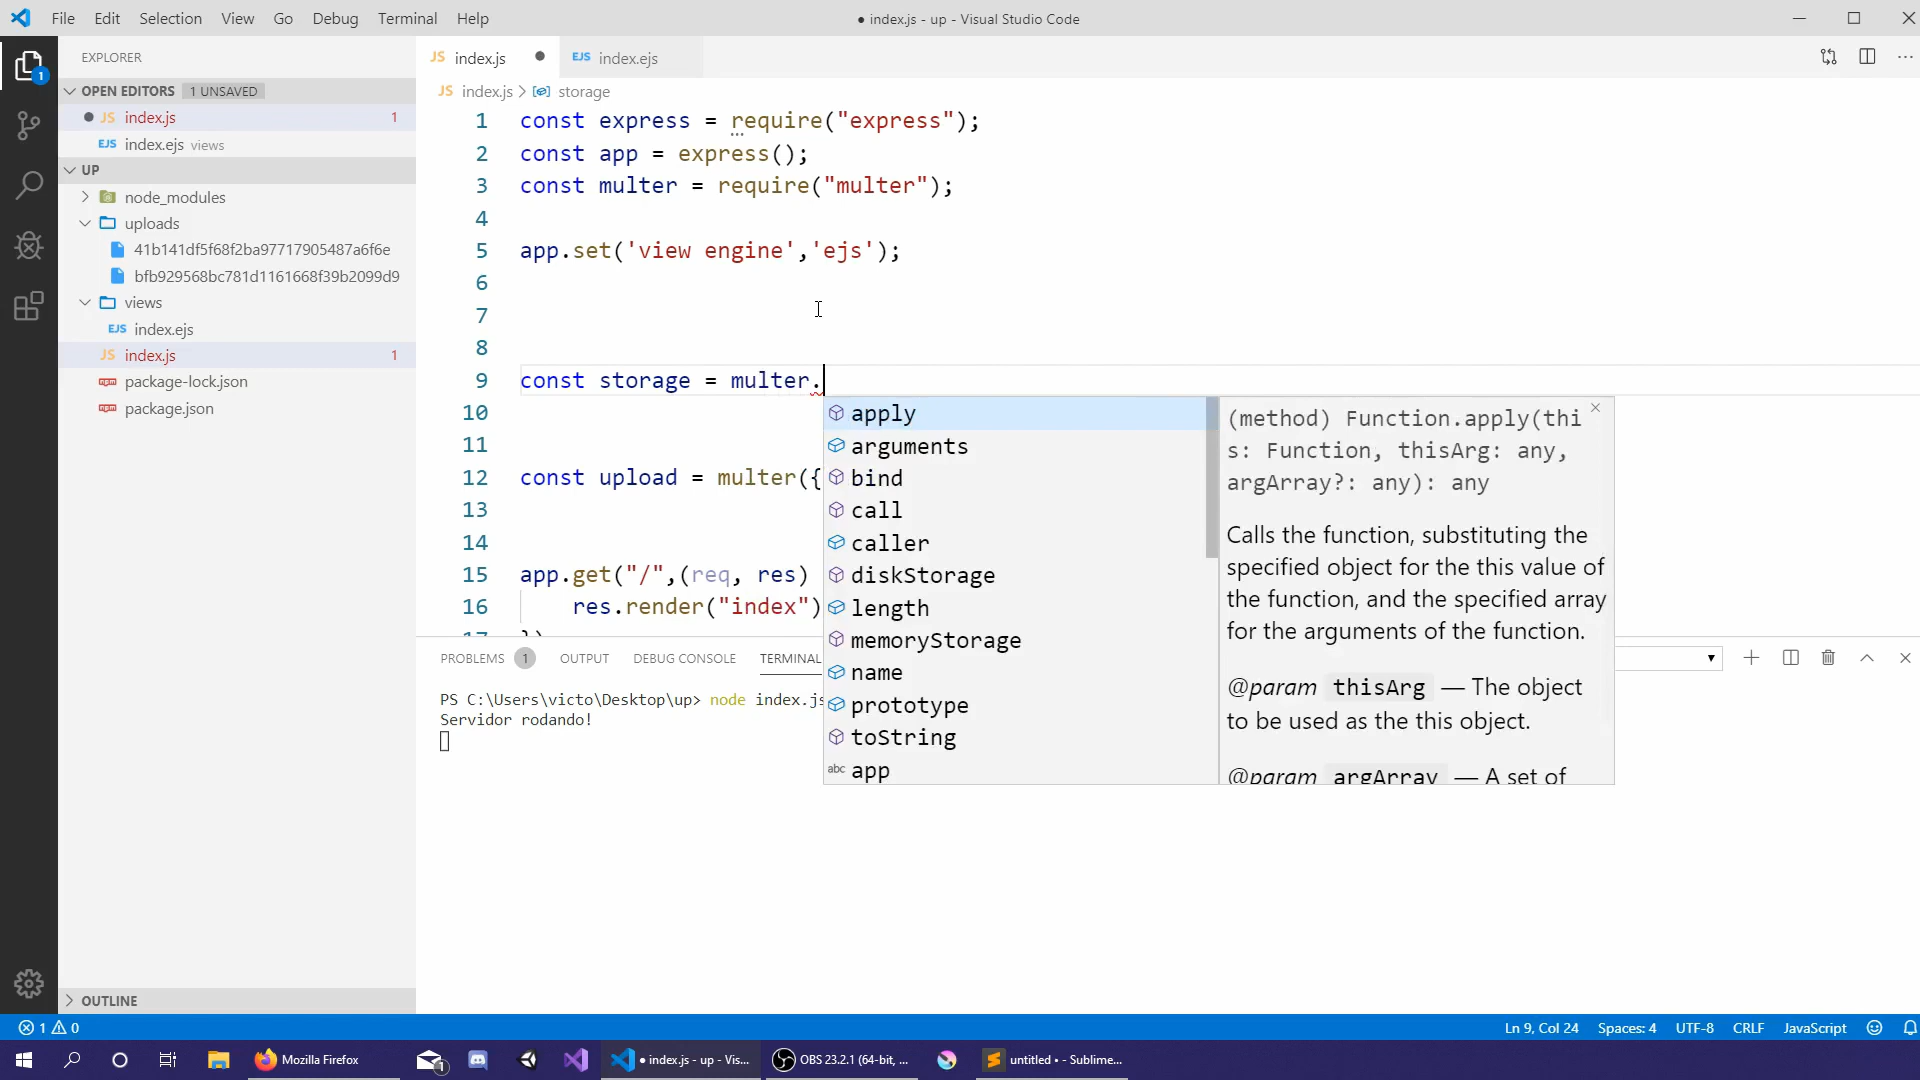 File Edit Selection View Go Debug Terminal Help
● index.js - up - Visual Studio Code
EXPLORER
OPEN EDITORS 1 UNSAVED
JS index.js 1
EJS index.ejs views
UP
node_modules
uploads
41b141df5f68f2ba97717905487a6f6e
bfb929568bc781d1161668f39b2099d9
views
EJS index.ejs
JS index.js 1
package-lock.json
package.json
OUTLINE
1
JS index.js
EJS index.ejs
JS index.js > storage
1 const express = require("express");
2 const app = express();
3 const multer = require("multer");
4
5 app.set('view engine','ejs');
6
7
8
9 const storage = multer.
10
11
12 const upload = multer({
13
14
15 app.get("/",(req, res)
16 res.render("index")
17 })
apply
arguments
bind
call
caller
diskStorage
length
memoryStorage
name
prototype
toString
abc app
(method) Function.apply(thi
s: Function, thisArg: any,
argArray?: any): any
Calls the function, substituting the
specified object for the this value of
the function, and the specified array
for the arguments of the function.
@param thisArg — The object
to be used as the this object.
@param argArray — A set of
PROBLEMS 1 OUTPUT DEBUG CONSOLE TERMINAL
PS C:\Users\victo\Desktop\up> node index.js
Servidor rodando!
1 0
Ln 9, Col 24 Spaces: 4 UTF-8 CRLF JavaScript
Mozilla Firefox
1
● index.js - up - Vis...
OBS 23.2.1 (64-bit, ...
untitled • - Sublime...